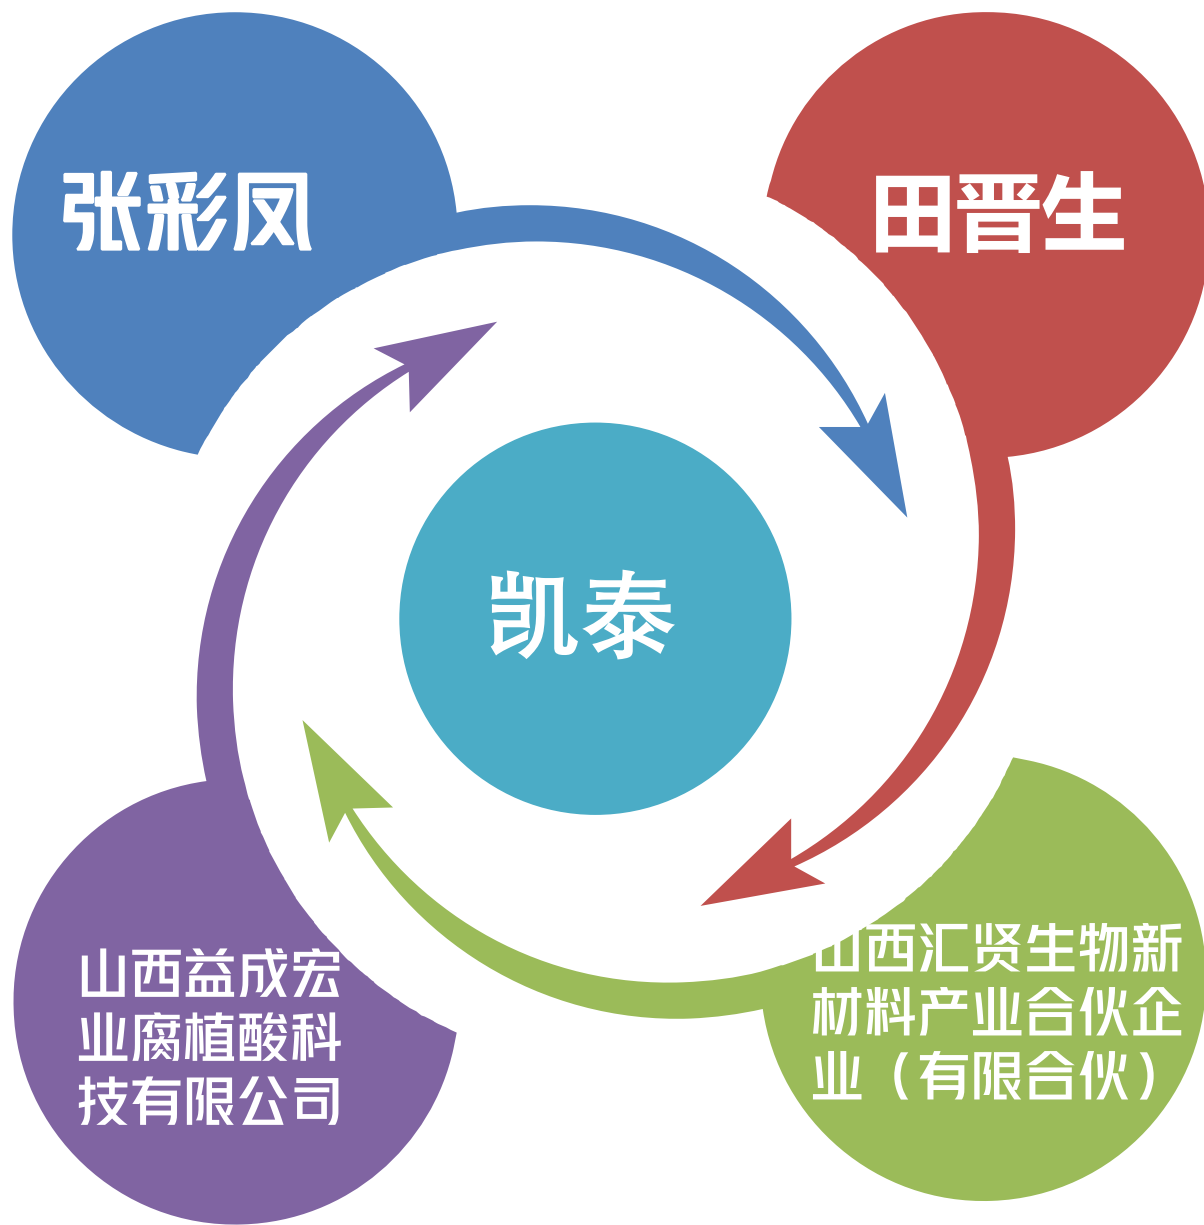 张彩凤
田晋生
凯泰
山西益成宏
业腐植酸科
技有限公司
山西汇贤生物新
材料产业合伙企
业（有限合伙）